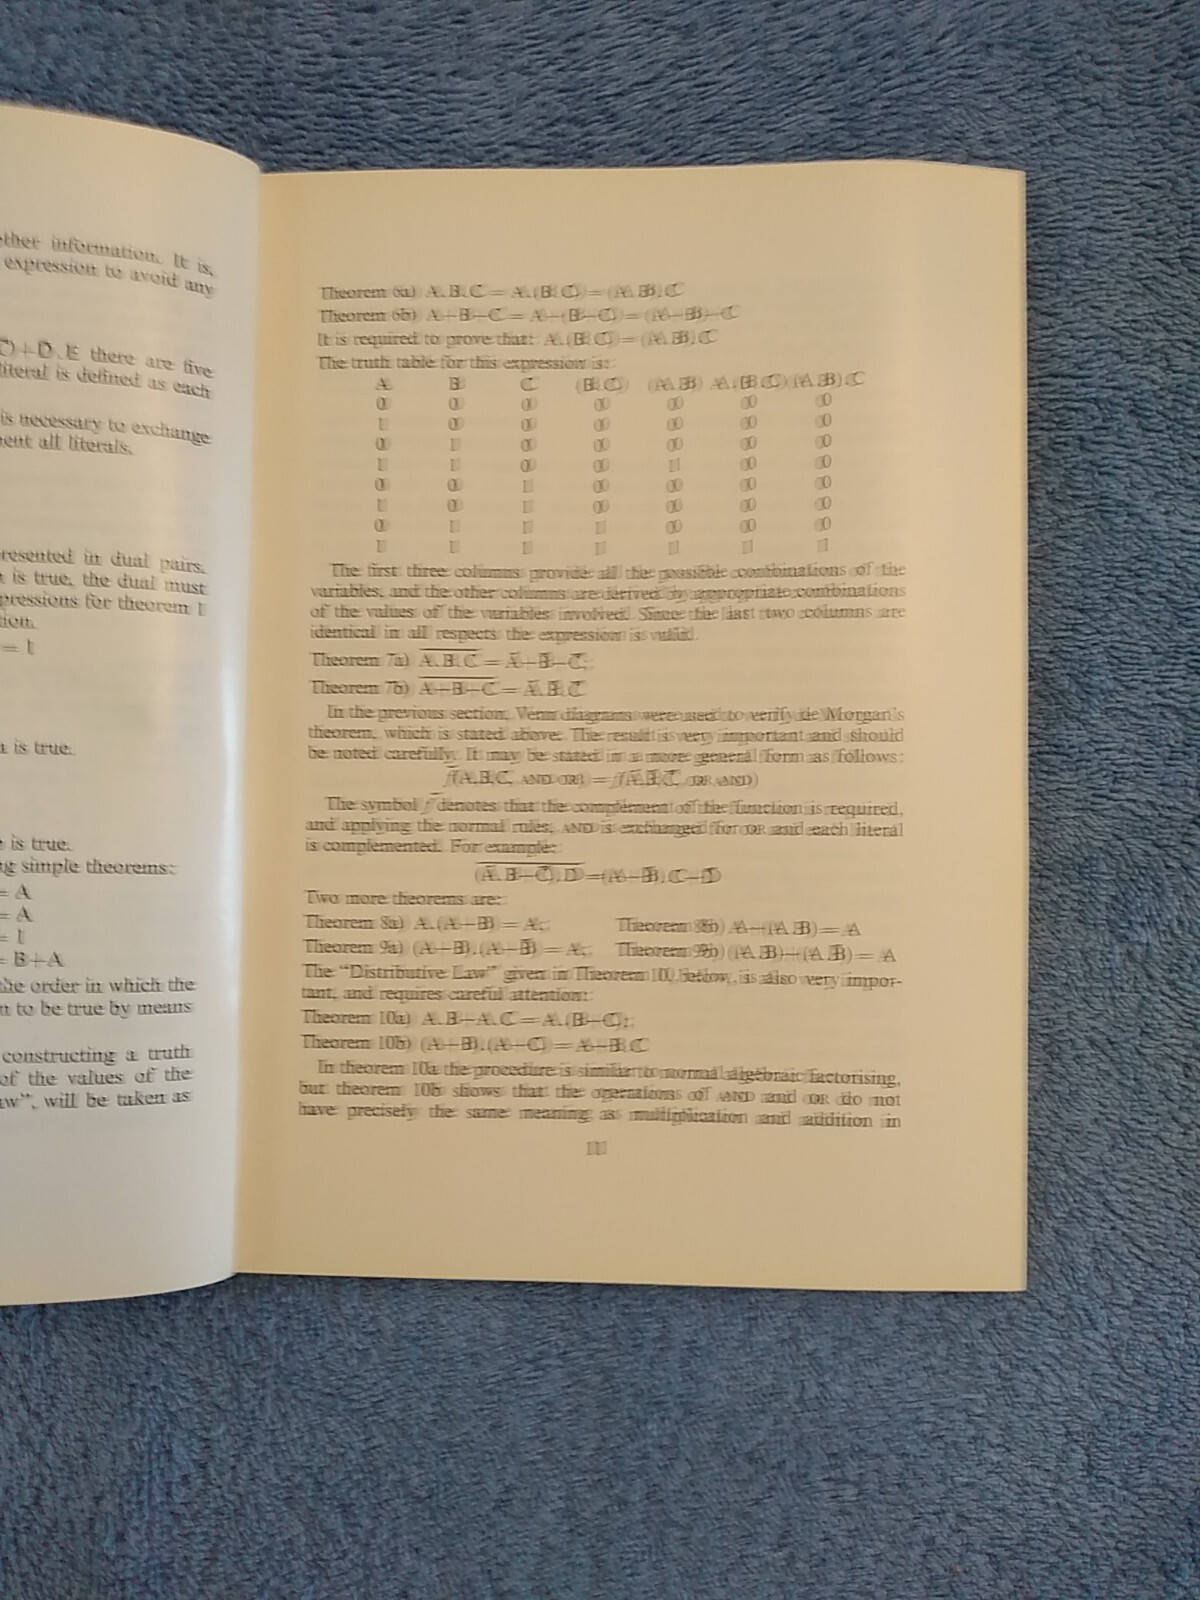 other information. It is,
expression to avoid any
C)+D.E there are five
literal is defined as each
is necessary to exchange
ment all literals.
presented in dual pairs.
is true, the dual must
pressions for theorem 1
tion.
= 1
is true.
is true.
ng simple theorems:
= A
= A
= 1
= B+A
the order in which the
n to be true by means
constructing a truth
of the values of the
aw", will be taken as
Theorem 6a) A.B.C = A.(B.C) = (A.B).C
Theorem 6b) A+B+C = A+(B+C) = (A+B)+C
It is required to prove that: A.(B.C) = (A.B).C
The truth table for this expression is:
A B C (B.C) (A.B) A.(B.C) (A.B).C
0 0 0 0 0 0 0
1 0 0 0 0 0 0
0 1 0 0 0 0 0
1 1 0 0 1 0 0
0 0 1 0 0 0 0
1 0 1 0 0 0 0
0 1 1 1 0 0 0
1 1 1 1 1 1 1
The first three columns provide all the possible combinations of the
variables, and the other columns are derived by appropriate combinations
of the values of the variables involved. Since the last two columns are
identical in all respects the expression is valid.
Theorem 7a) A̅.̅B̅.̅C̅ = A̅+B̅+C̅;
Theorem 7b) A̅+̅B̅+̅C̅ = A̅.B̅.C̅
In the previous section, Venn diagrams were used to verify de Morgan's
theorem, which is stated above. The result is very important and should
be noted carefully. It may be stated in a more general form as follows:
f̅(A,B,C, AND OR) = f(A̅,B̅,C̅, OR AND)
The symbol f̅ denotes that the complement of the function is required,
and applying the normal rules, AND is exchanged for OR and each literal
is complemented. For example:
Two more theorems are:
Theorem 8a) A.(A+B) = A; Theorem 8b) A+(A.B) = A
Theorem 9a) (A+B).(A+B̅) = A; Theorem 9b) (A.B)+(A.B̅) = A
The "Distributive Law" given in Theorem 10, below, is also very impor-
tant, and requires careful attention:
Theorem 10a) A.B+A.C = A.(B+C);
Theorem 10b) (A+B).(A+C) = A+B.C
In theorem 10a the procedure is similar to normal algebraic factorising,
but theorem 10b shows that the operations of AND and OR do not
have precisely the same meaning as multiplication and addition in
11